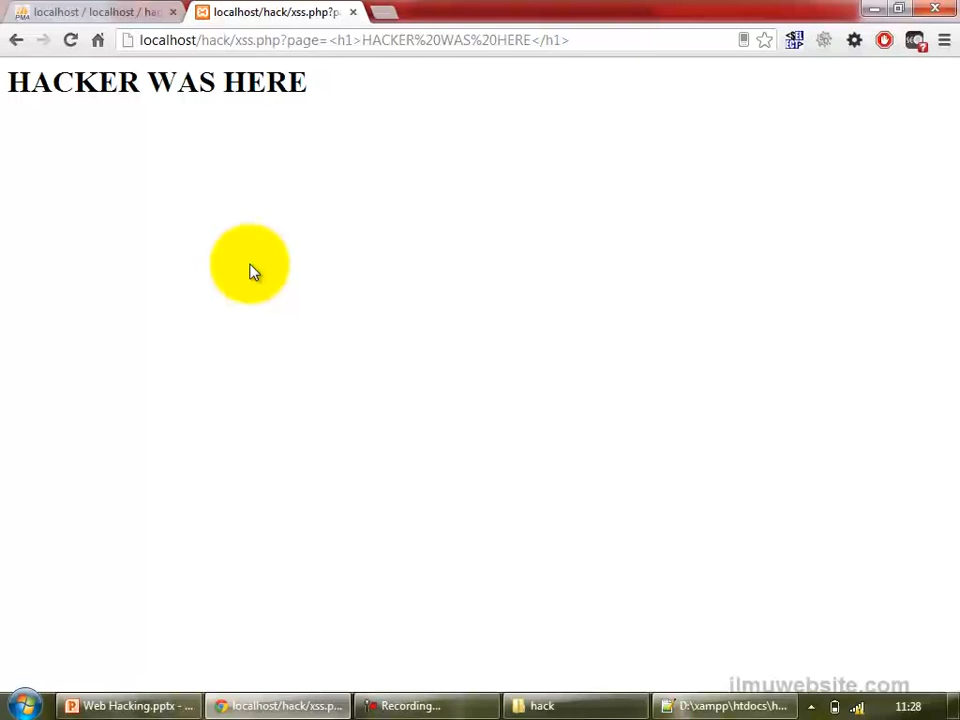 localhost / localhost / hac
localhost/hack/xss.php?p
localhost/hack/xss.php?page=<h1>HACKER%20WAS%20HERE</h1>
HACKER WAS HERE
ilmuwebsite.com
Web Hacking.pptx - ...
localhost/hack/xss.p...
Recording...
hack
D:\xampp\htdocs\h...
11:28